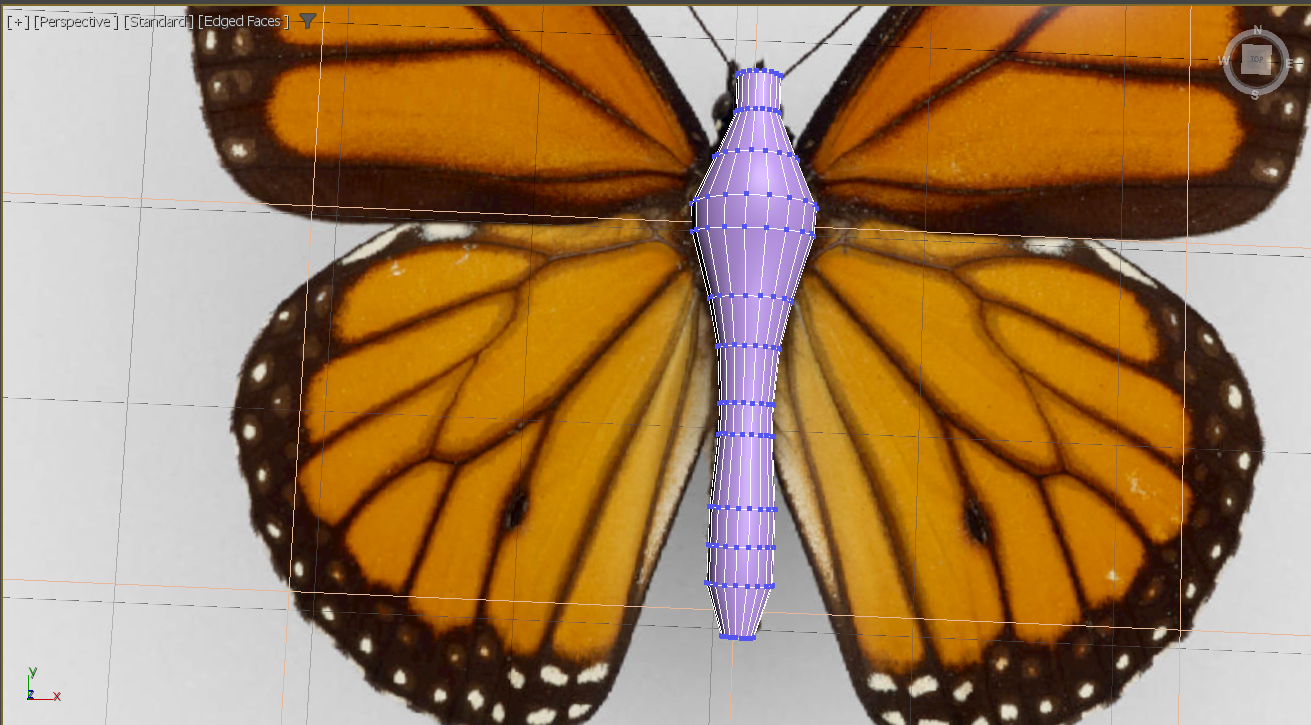 [+] [Perspective ] [Standard ] [Edged Faces ]
N
W TOP E
S
y
z x